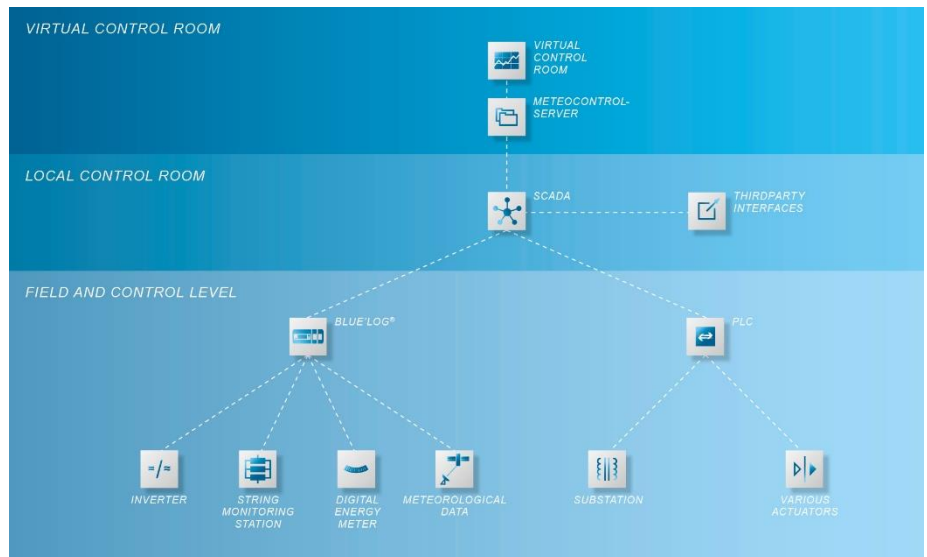 VIRTUAL CONTROL ROOM
VIRTUAL
CONTROL
ROOM
METEOCONTROL-
SERVER
LOCAL CONTROL ROOM
SCADA
THIRDPARTY
INTERFACES
FIELD AND CONTROL LEVEL
BLUE'LOG®
PLC
INVERTER
STRING
MONITORING
STATION
DIGITAL
ENERGY
METER
METEOROLOGICAL
DATA
SUBSTATION
VARIOUS
ACTUATORS